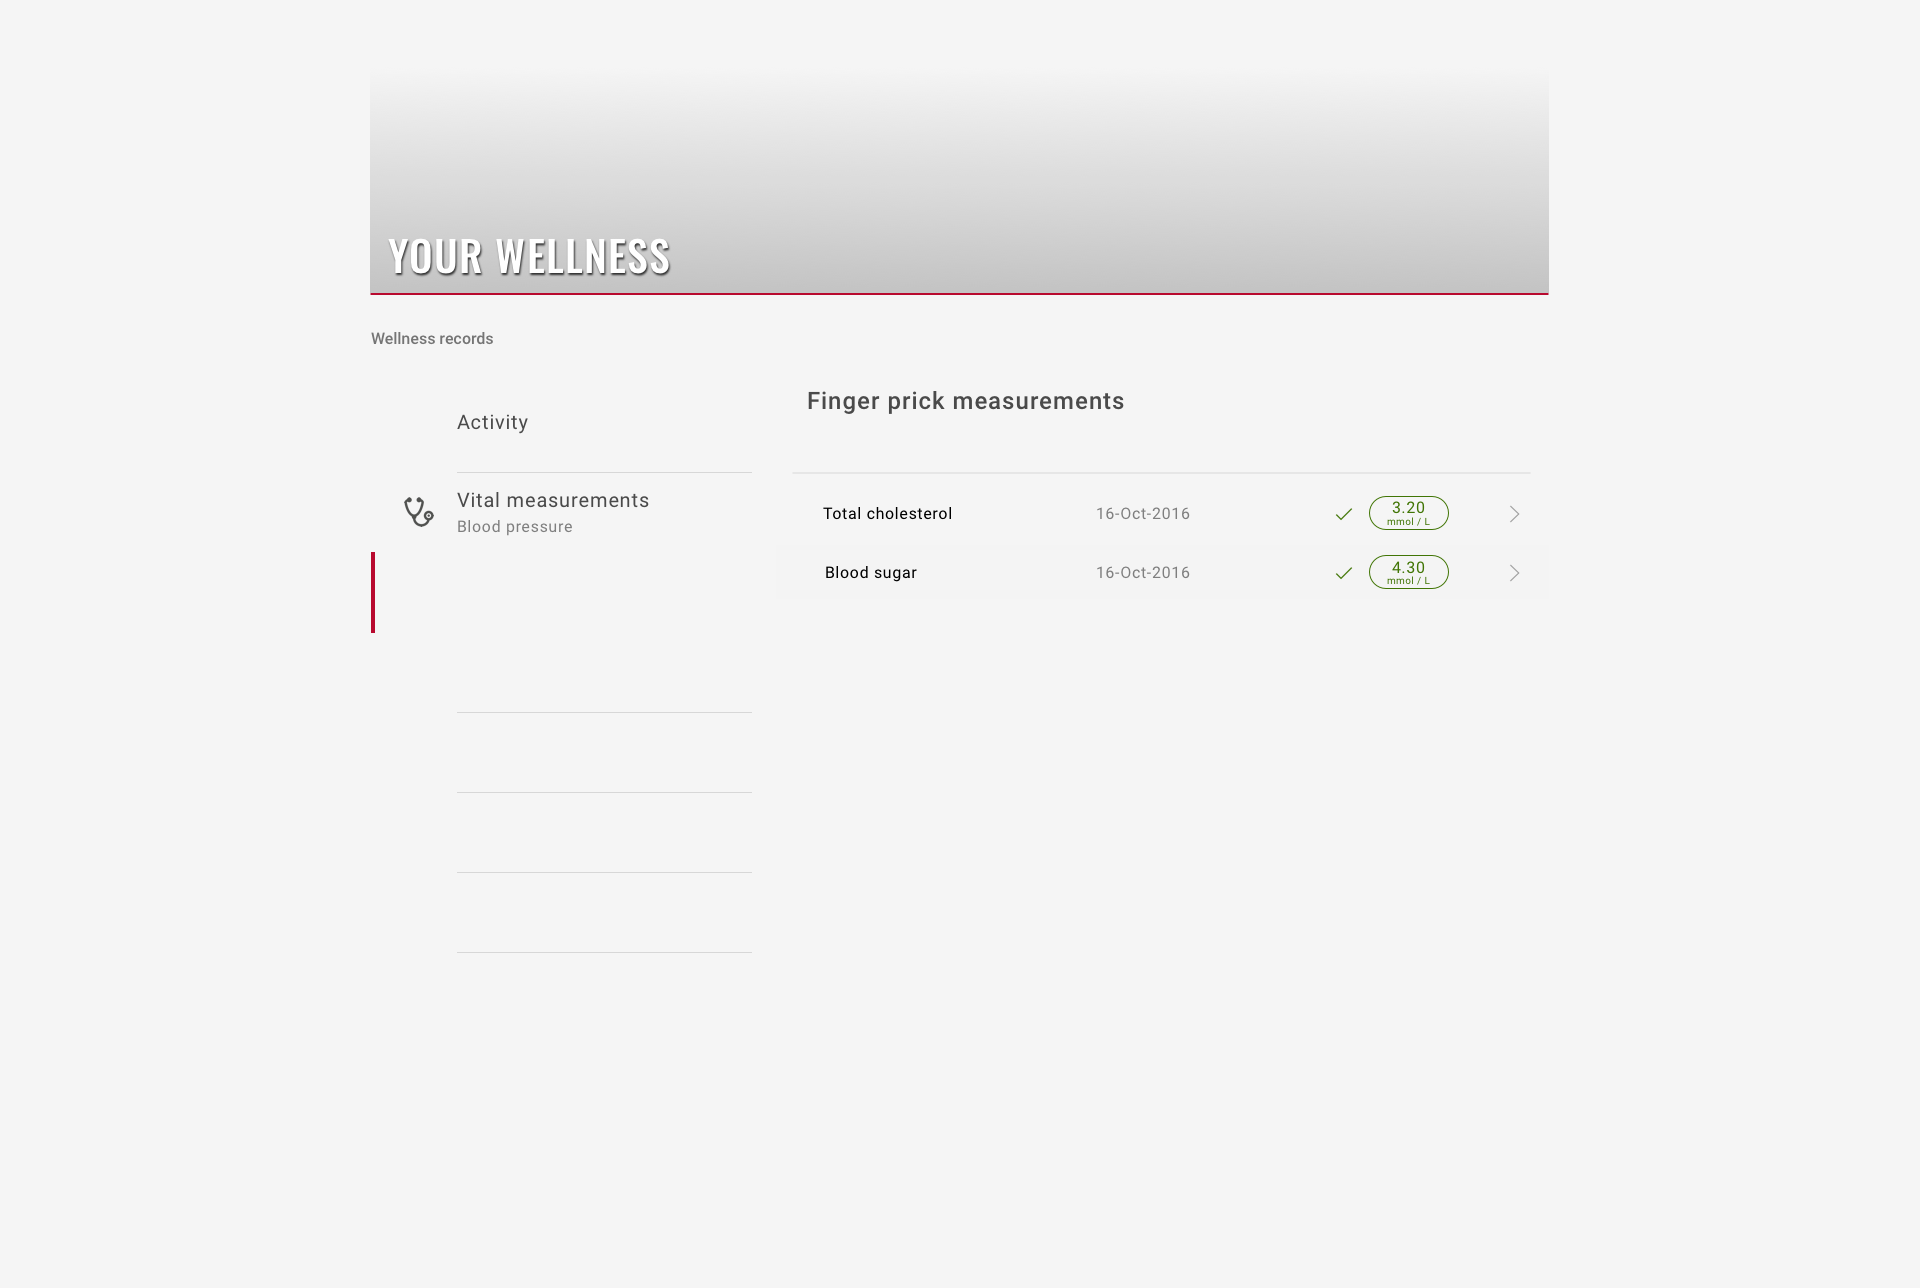 YOUR WELLNESS
Wellness records
Activity
Vital measurements
Blood pressure
Finger prick measurements
Total cholesterol 16-Oct-2016 3.20 mmol / L
Blood sugar 16-Oct-2016 4.30 mmol / L